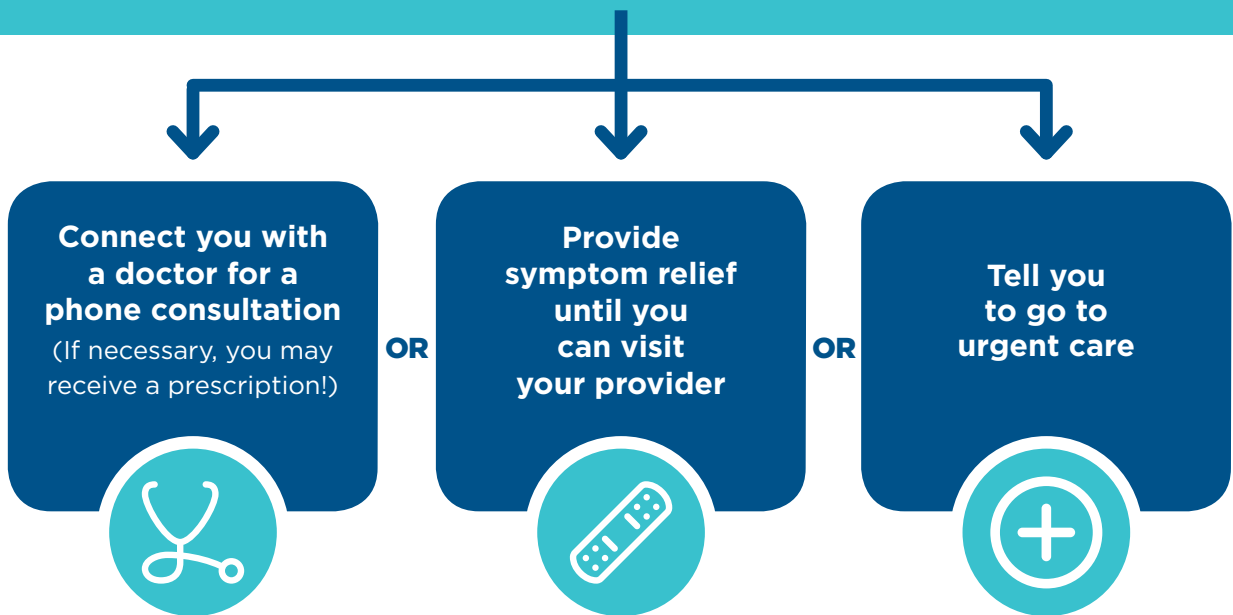 Connect you with
a doctor for a
phone consultation
(If necessary, you may
receive a prescription!)
OR
Provide
symptom relief
until you
can visit
your provider
OR
Tell you
to go to
urgent care